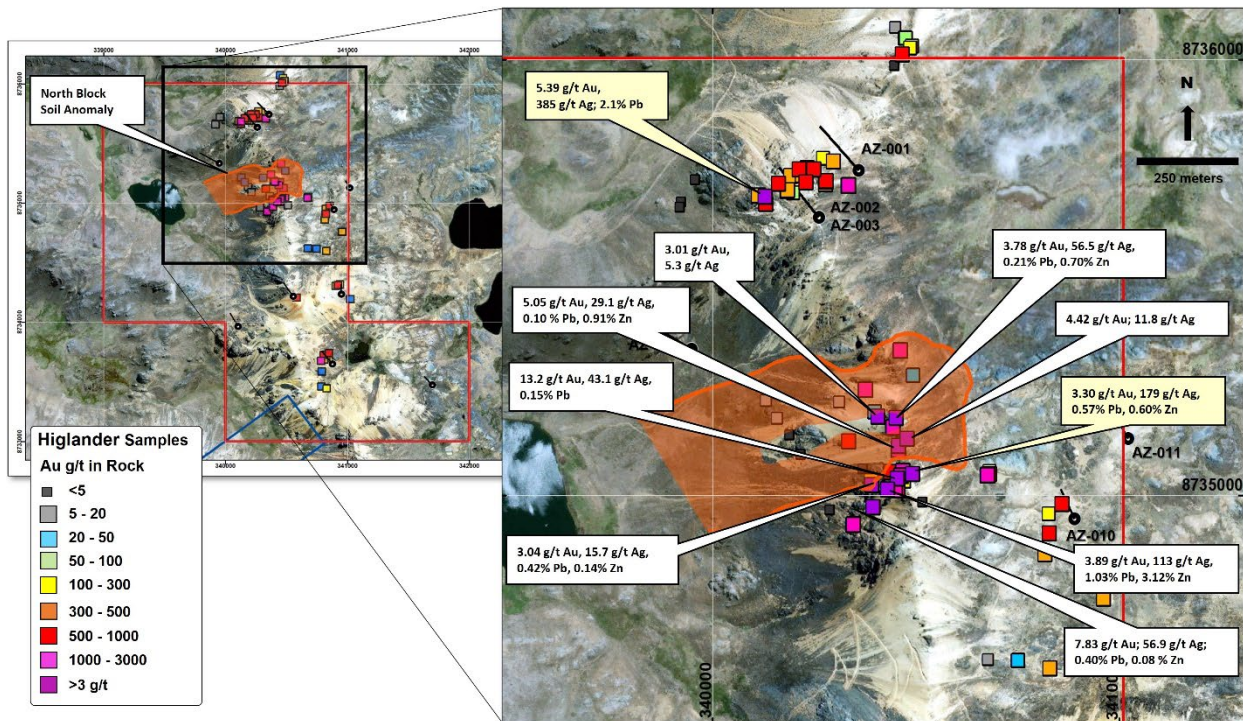 339000
340000
341000
342000
8736000
8735000
8734000
8733000
North Block
Soil Anomaly
Higlander Samples
Au g/t in Rock
<5
5 - 20
20 - 50
50 - 100
100 - 300
300 - 500
500 - 1000
1000 - 3000
>3 g/t
8736000
N
250 meters
5.39 g/t Au,
385 g/t Ag; 2.1% Pb
AZ-001
AZ-002
AZ-003
3.01 g/t Au,
5.3 g/t Ag
3.78 g/t Au, 56.5 g/t Ag,
0.21% Pb, 0.70% Zn
5.05 g/t Au, 29.1 g/t Ag,
0.10 % Pb, 0.91% Zn
4.42 g/t Au; 11.8 g/t Ag
13.2 g/t Au, 43.1 g/t Ag,
0.15% Pb
3.30 g/t Au, 179 g/t Ag,
0.57% Pb, 0.60% Zn
AZ-011
8735000
AZ-010
3.04 g/t Au, 15.7 g/t Ag,
0.42% Pb, 0.14% Zn
3.89 g/t Au, 113 g/t Ag,
1.03% Pb, 3.12% Zn
7.83 g/t Au; 56.9 g/t Ag;
0.40% Pb, 0.08 % Zn
340000
341000